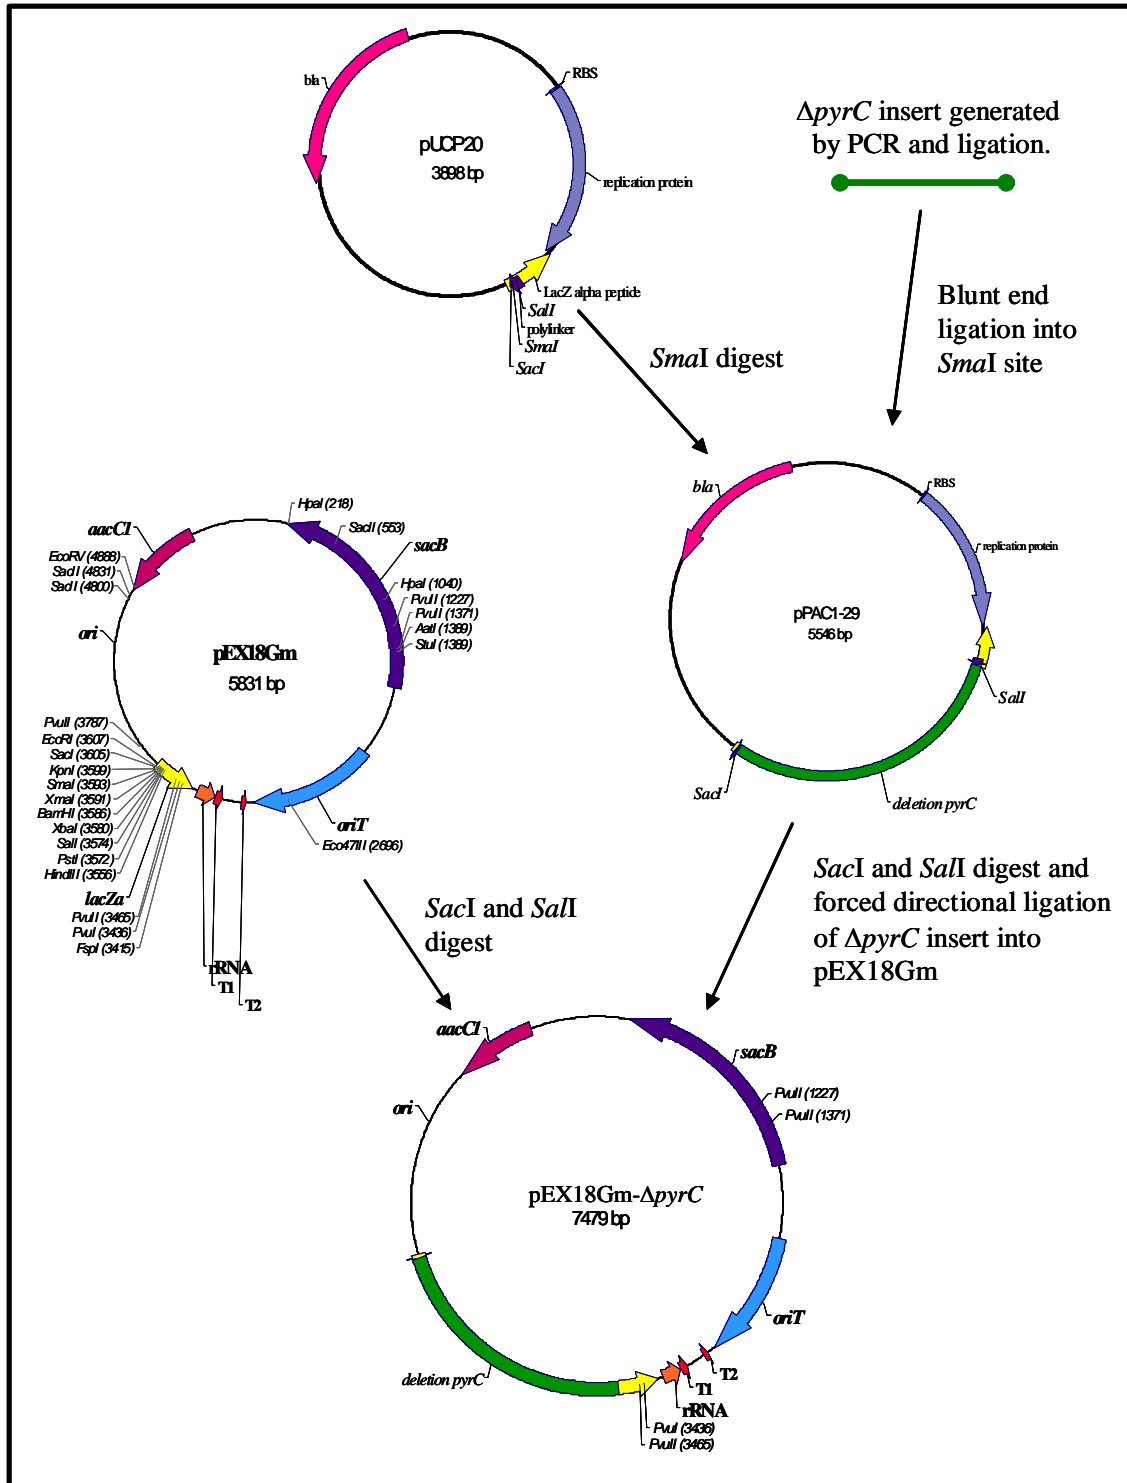 bla
RBS
pUCP20
3898 bp
replication protein
LacZ alpha peptide
SalI
polylinker
SmaI
SacI
ΔpyrC insert generated
by PCR and ligation.
SmaI digest
Blunt end
ligation into
SmaI site
HpaI (218)
SacII (553)
aacC1
sacB
EcoRV (4888)
SacI I (4831)
SacI I (4800)
HpaI (1040)
PvuII (1227)
PvuII (1371)
AatI (1389)
StuI (1389)
ori
pEX18Gm
5831 bp
PvuII (3787)
EcoRI (3607)
SacI (3605)
KpnI (3599)
SmaI (3593)
XmaI (3591)
BamHI (3586)
XbaI (3580)
SalI (3574)
PstI (3572)
HindIII (3556)
lacZa
PvuII (3465)
PvuI (3436)
FspI (3415)
oriT
Eco47III (2696)
rRNA
T1
T2
bla
RBS
replication protein
pPAC1-29
5546 bp
SalI
SacI
deletion pyrC
SacI and SalI
digest
SacI and SalI digest and
forced directional ligation
of ΔpyrC insert into
pEX18Gm
aacC1
sacB
PvuII (1227)
PvuII (1371)
ori
pEX18Gm-ΔpyrC
7479 bp
oriT
deletion pyrC
T2
T1
rRNA
PvuI (3436)
PvuII (3465)